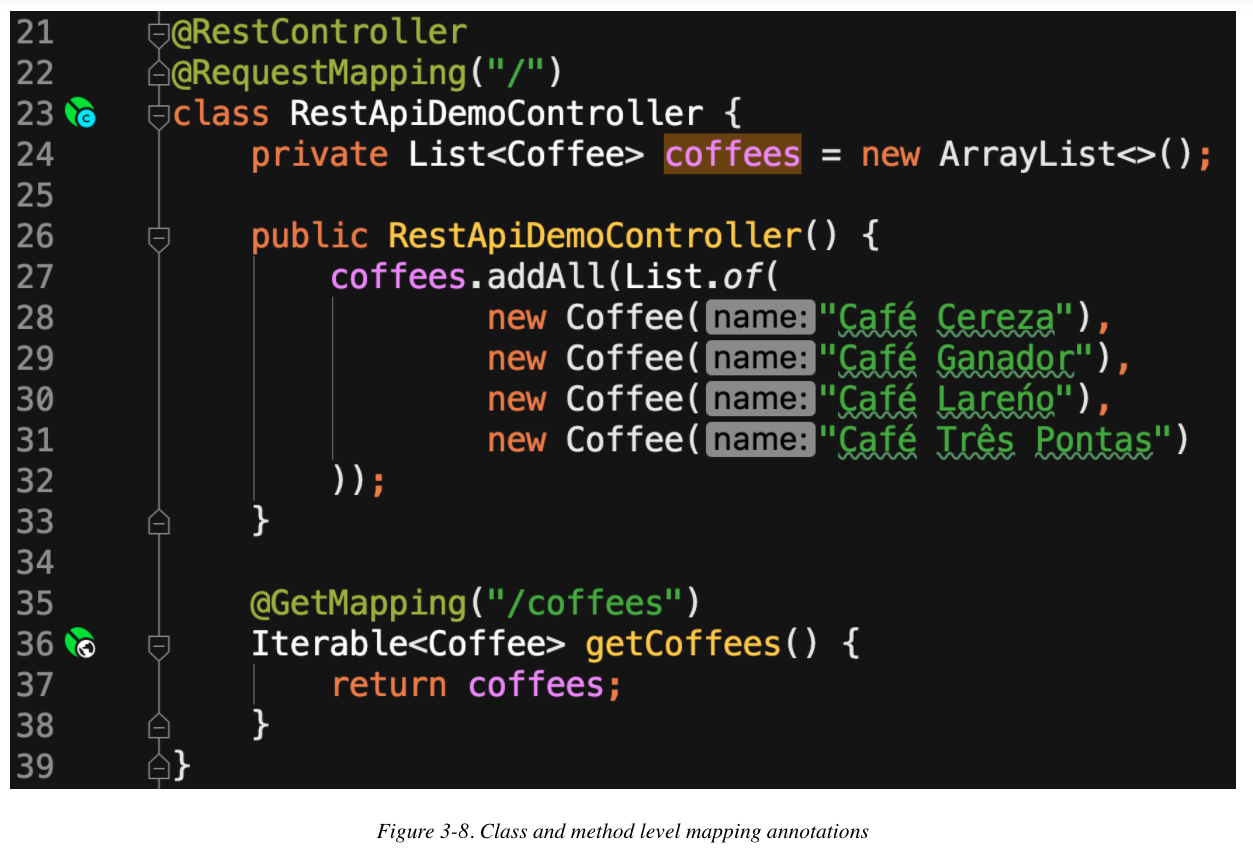 21 @RestController
22 @RequestMapping("/")
23 class RestApiDemoController {
24 private List<Coffee> coffees = new ArrayList<>();
25
26 public RestApiDemoController() {
27 coffees.addAll(List.of(
28 new Coffee( name: "Café Cereza"),
29 new Coffee( name: "Café Ganador"),
30 new Coffee( name: "Café Lareńo"),
31 new Coffee( name: "Café Três Pontas")
32 ));
33 }
34
35 @GetMapping("/coffees")
36 Iterable<Coffee> getCoffees() {
37 return coffees;
38 }
39 }
Figure 3-8. Class and method level mapping annotations